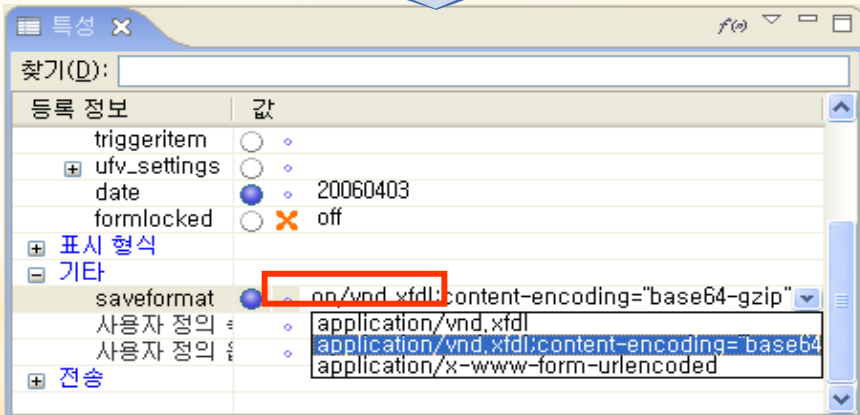 특성
f(a)
찾기(D):
등록 정보 값
triggeritem
ufv_settings
date 20060403
formlocked off
표시 형식
기타
saveformat on/vnd.xfdl;content-encoding="base64-gzip"
사용자 정의 application/vnd.xfdl
사용자 정의 application/vnd.xfdl;content-encoding="base64
application/x-www-form-urlencoded
전송